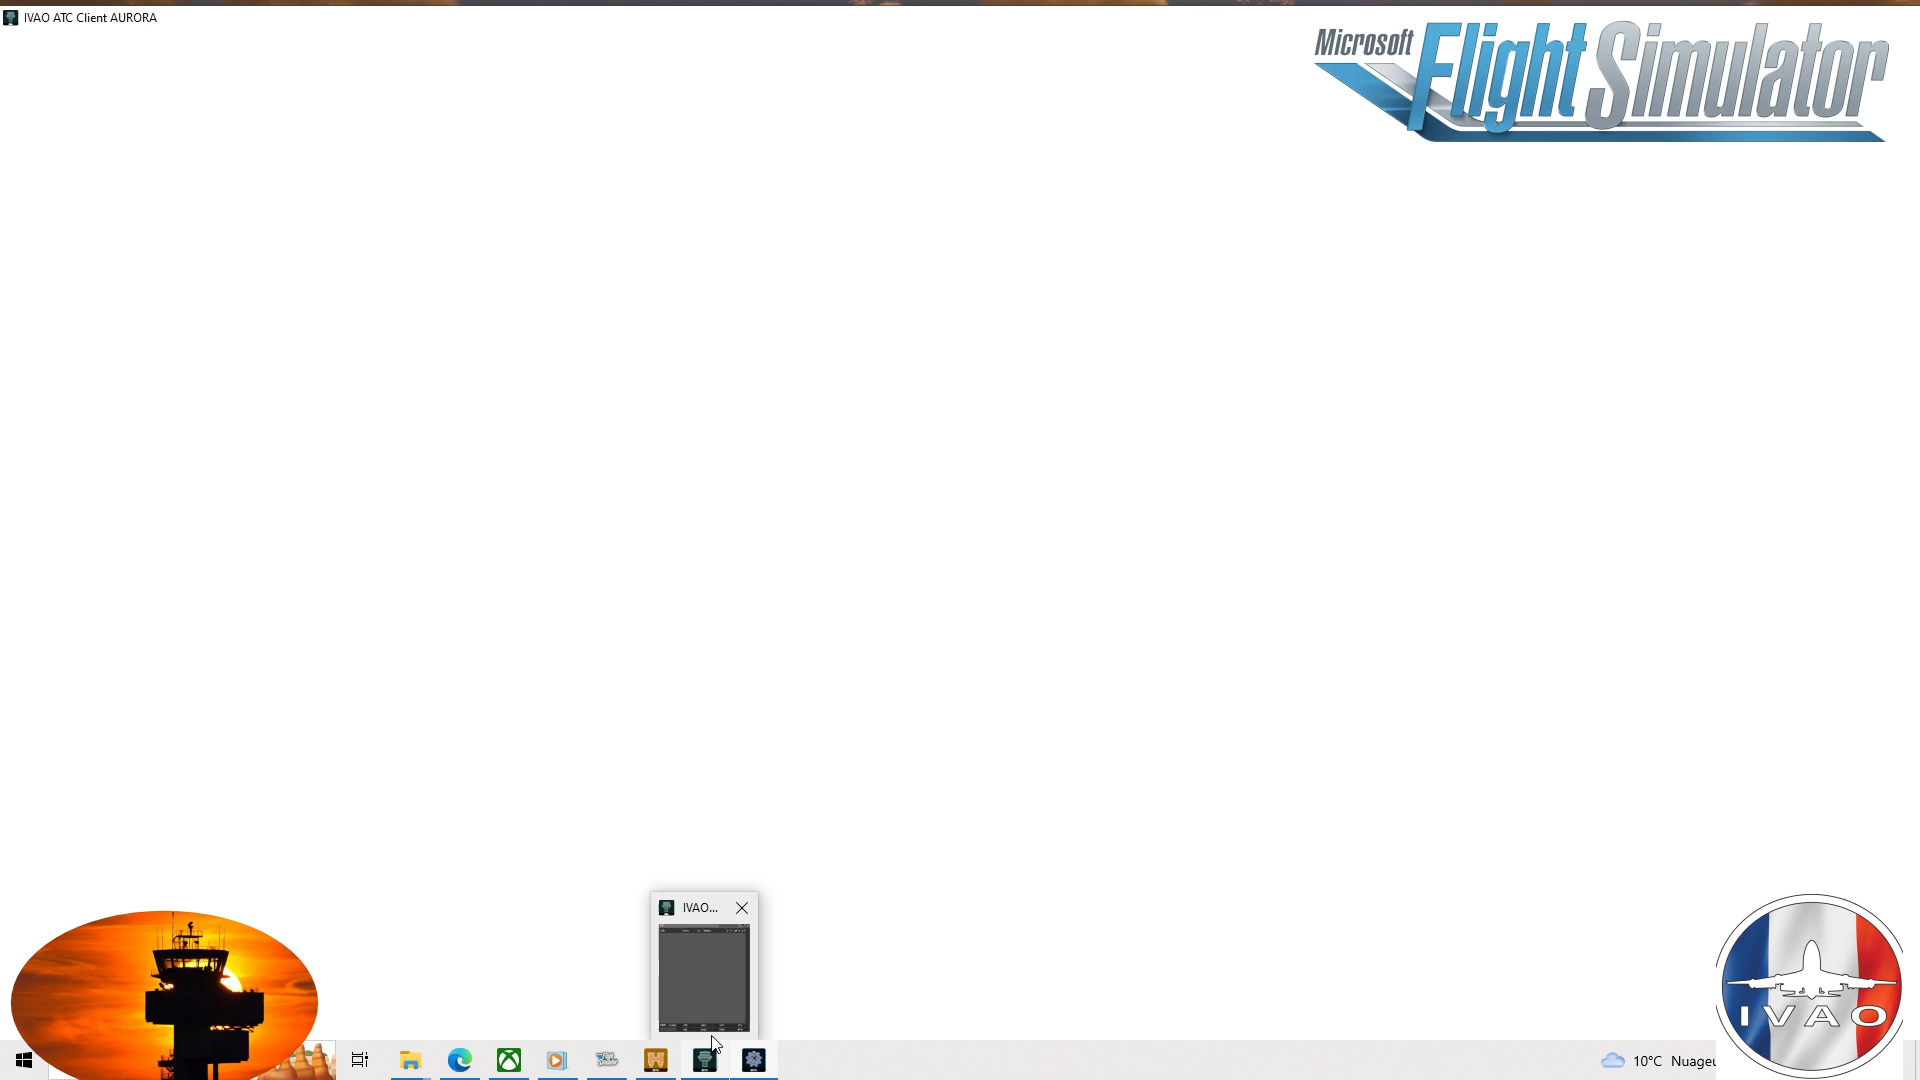 IVAO ATC Client AURORA
Microsoft
Flight Simulator
IVAO...
10°C Nuageu
IVAO